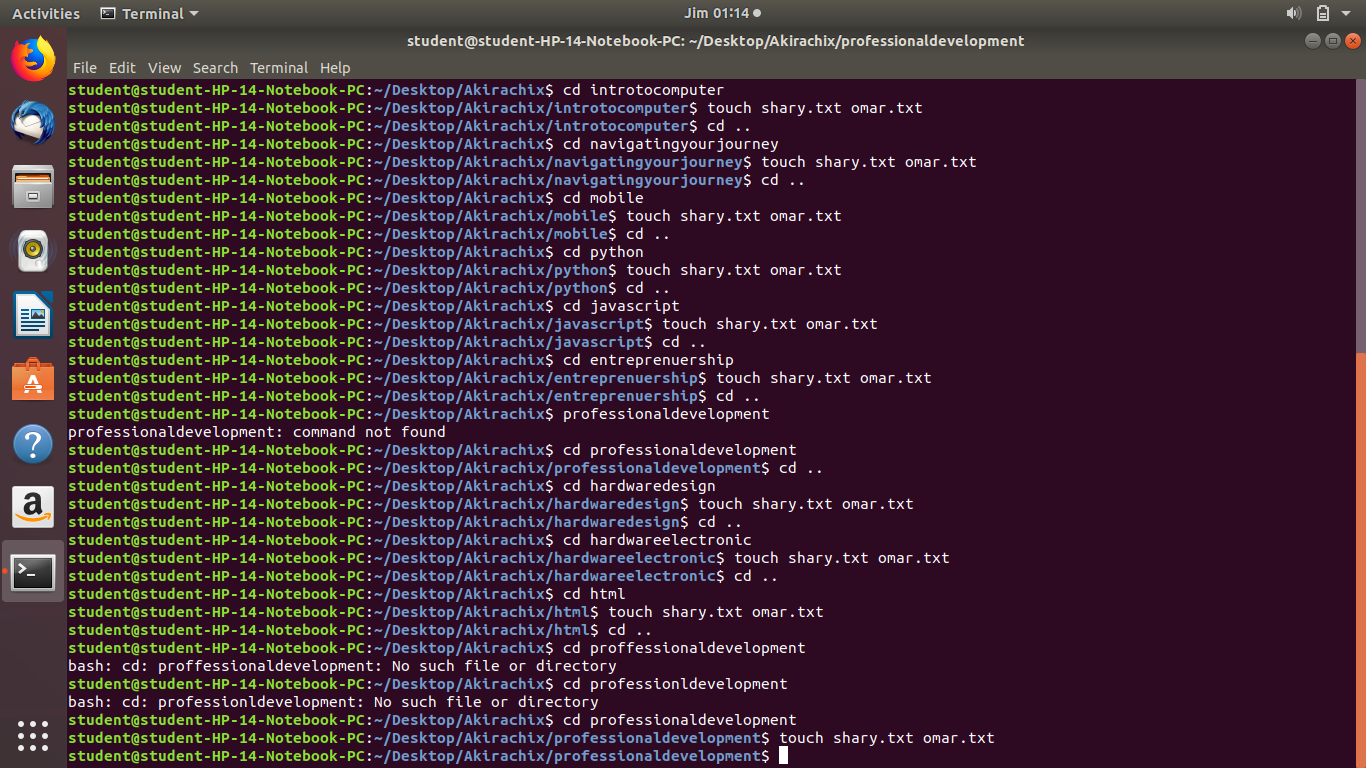 Activities Terminal Jim 01:14
student@student-HP-14-Notebook-PC: ~/Desktop/Akirachix/professionaldevelopment
File Edit View Search Terminal Help
student@student-HP-14-Notebook-PC:~/Desktop/Akirachix$ cd introtocomputer
student@student-HP-14-Notebook-PC:~/Desktop/Akirachix/introtocomputer$ touch shary.txt omar.txt
student@student-HP-14-Notebook-PC:~/Desktop/Akirachix/introtocomputer$ cd ..
student@student-HP-14-Notebook-PC:~/Desktop/Akirachix$ cd navigatingyourjourney
student@student-HP-14-Notebook-PC:~/Desktop/Akirachix/navigatingyourjourney$ touch shary.txt omar.txt
student@student-HP-14-Notebook-PC:~/Desktop/Akirachix/navigatingyourjourney$ cd ..
student@student-HP-14-Notebook-PC:~/Desktop/Akirachix$ cd mobile
student@student-HP-14-Notebook-PC:~/Desktop/Akirachix/mobile$ touch shary.txt omar.txt
student@student-HP-14-Notebook-PC:~/Desktop/Akirachix/mobile$ cd ..
student@student-HP-14-Notebook-PC:~/Desktop/Akirachix$ cd python
student@student-HP-14-Notebook-PC:~/Desktop/Akirachix/python$ touch shary.txt omar.txt
student@student-HP-14-Notebook-PC:~/Desktop/Akirachix/python$ cd ..
student@student-HP-14-Notebook-PC:~/Desktop/Akirachix$ cd javascript
student@student-HP-14-Notebook-PC:~/Desktop/Akirachix/javascript$ touch shary.txt omar.txt
student@student-HP-14-Notebook-PC:~/Desktop/Akirachix/javascript$ cd ..
student@student-HP-14-Notebook-PC:~/Desktop/Akirachix$ cd entreprenuership
student@student-HP-14-Notebook-PC:~/Desktop/Akirachix/entreprenuership$ touch shary.txt omar.txt
student@student-HP-14-Notebook-PC:~/Desktop/Akirachix/entreprenuership$ cd ..
student@student-HP-14-Notebook-PC:~/Desktop/Akirachix$ professionaldevelopment
professionaldevelopment: command not found
student@student-HP-14-Notebook-PC:~/Desktop/Akirachix$ cd professionaldevelopment
student@student-HP-14-Notebook-PC:~/Desktop/Akirachix/professionaldevelopment$ cd ..
student@student-HP-14-Notebook-PC:~/Desktop/Akirachix$ cd hardwaredesign
student@student-HP-14-Notebook-PC:~/Desktop/Akirachix/hardwaredesign$ touch shary.txt omar.txt
student@student-HP-14-Notebook-PC:~/Desktop/Akirachix/hardwaredesign$ cd ..
student@student-HP-14-Notebook-PC:~/Desktop/Akirachix$ cd hardwareelectronic
student@student-HP-14-Notebook-PC:~/Desktop/Akirachix/hardwareelectronic$ touch shary.txt omar.txt
student@student-HP-14-Notebook-PC:~/Desktop/Akirachix/hardwareelectronic$ cd ..
student@student-HP-14-Notebook-PC:~/Desktop/Akirachix$ cd html
student@student-HP-14-Notebook-PC:~/Desktop/Akirachix/html$ touch shary.txt omar.txt
student@student-HP-14-Notebook-PC:~/Desktop/Akirachix/html$ cd ..
student@student-HP-14-Notebook-PC:~/Desktop/Akirachix$ cd proffessionaldevelopment
bash: cd: proffessionaldevelopment: No such file or directory
student@student-HP-14-Notebook-PC:~/Desktop/Akirachix$ cd professionldevelopment
bash: cd: professionldevelopment: No such file or directory
student@student-HP-14-Notebook-PC:~/Desktop/Akirachix$ cd professionaldevelopment
student@student-HP-14-Notebook-PC:~/Desktop/Akirachix/professionaldevelopment$ touch shary.txt omar.txt
student@student-HP-14-Notebook-PC:~/Desktop/Akirachix/professionaldevelopment$